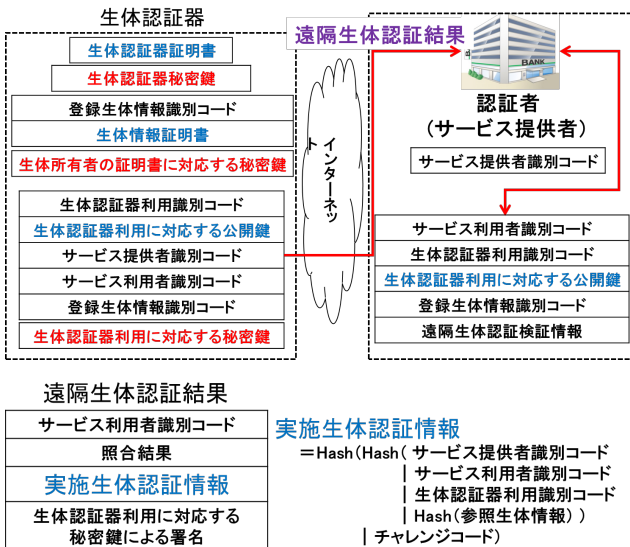 生体認証器
生体認証器証明書
生体認証器秘密鍵
登録生体情報識別コード
生体情報証明書
生体所有者の証明書に対応する秘密鍵
生体認証器利用識別コード
生体認証器利用に対応する公開鍵
サービス提供者識別コード
サービス利用者識別コード
登録生体情報識別コード
生体認証器利用に対応する秘密鍵
遠隔生体認証結果
インターネッ
ト
BANK
認証者
(サービス提供者)
サービス提供者識別コード
サービス利用者識別コード
生体認証器利用識別コード
生体認証器利用に対応する公開鍵
登録生体情報識別コード
遠隔生体認証検証情報
遠隔生体認証結果
サービス利用者識別コード
照合結果
実施生体認証情報
生体認証器利用に対応する
秘密鍵による署名
実施生体認証情報
=Hash(Hash( サービス提供者識別コード
| サービス利用者識別コード
| 生体認証器利用識別コード
| Hash(参照生体情報) )
| チャレンジコード)